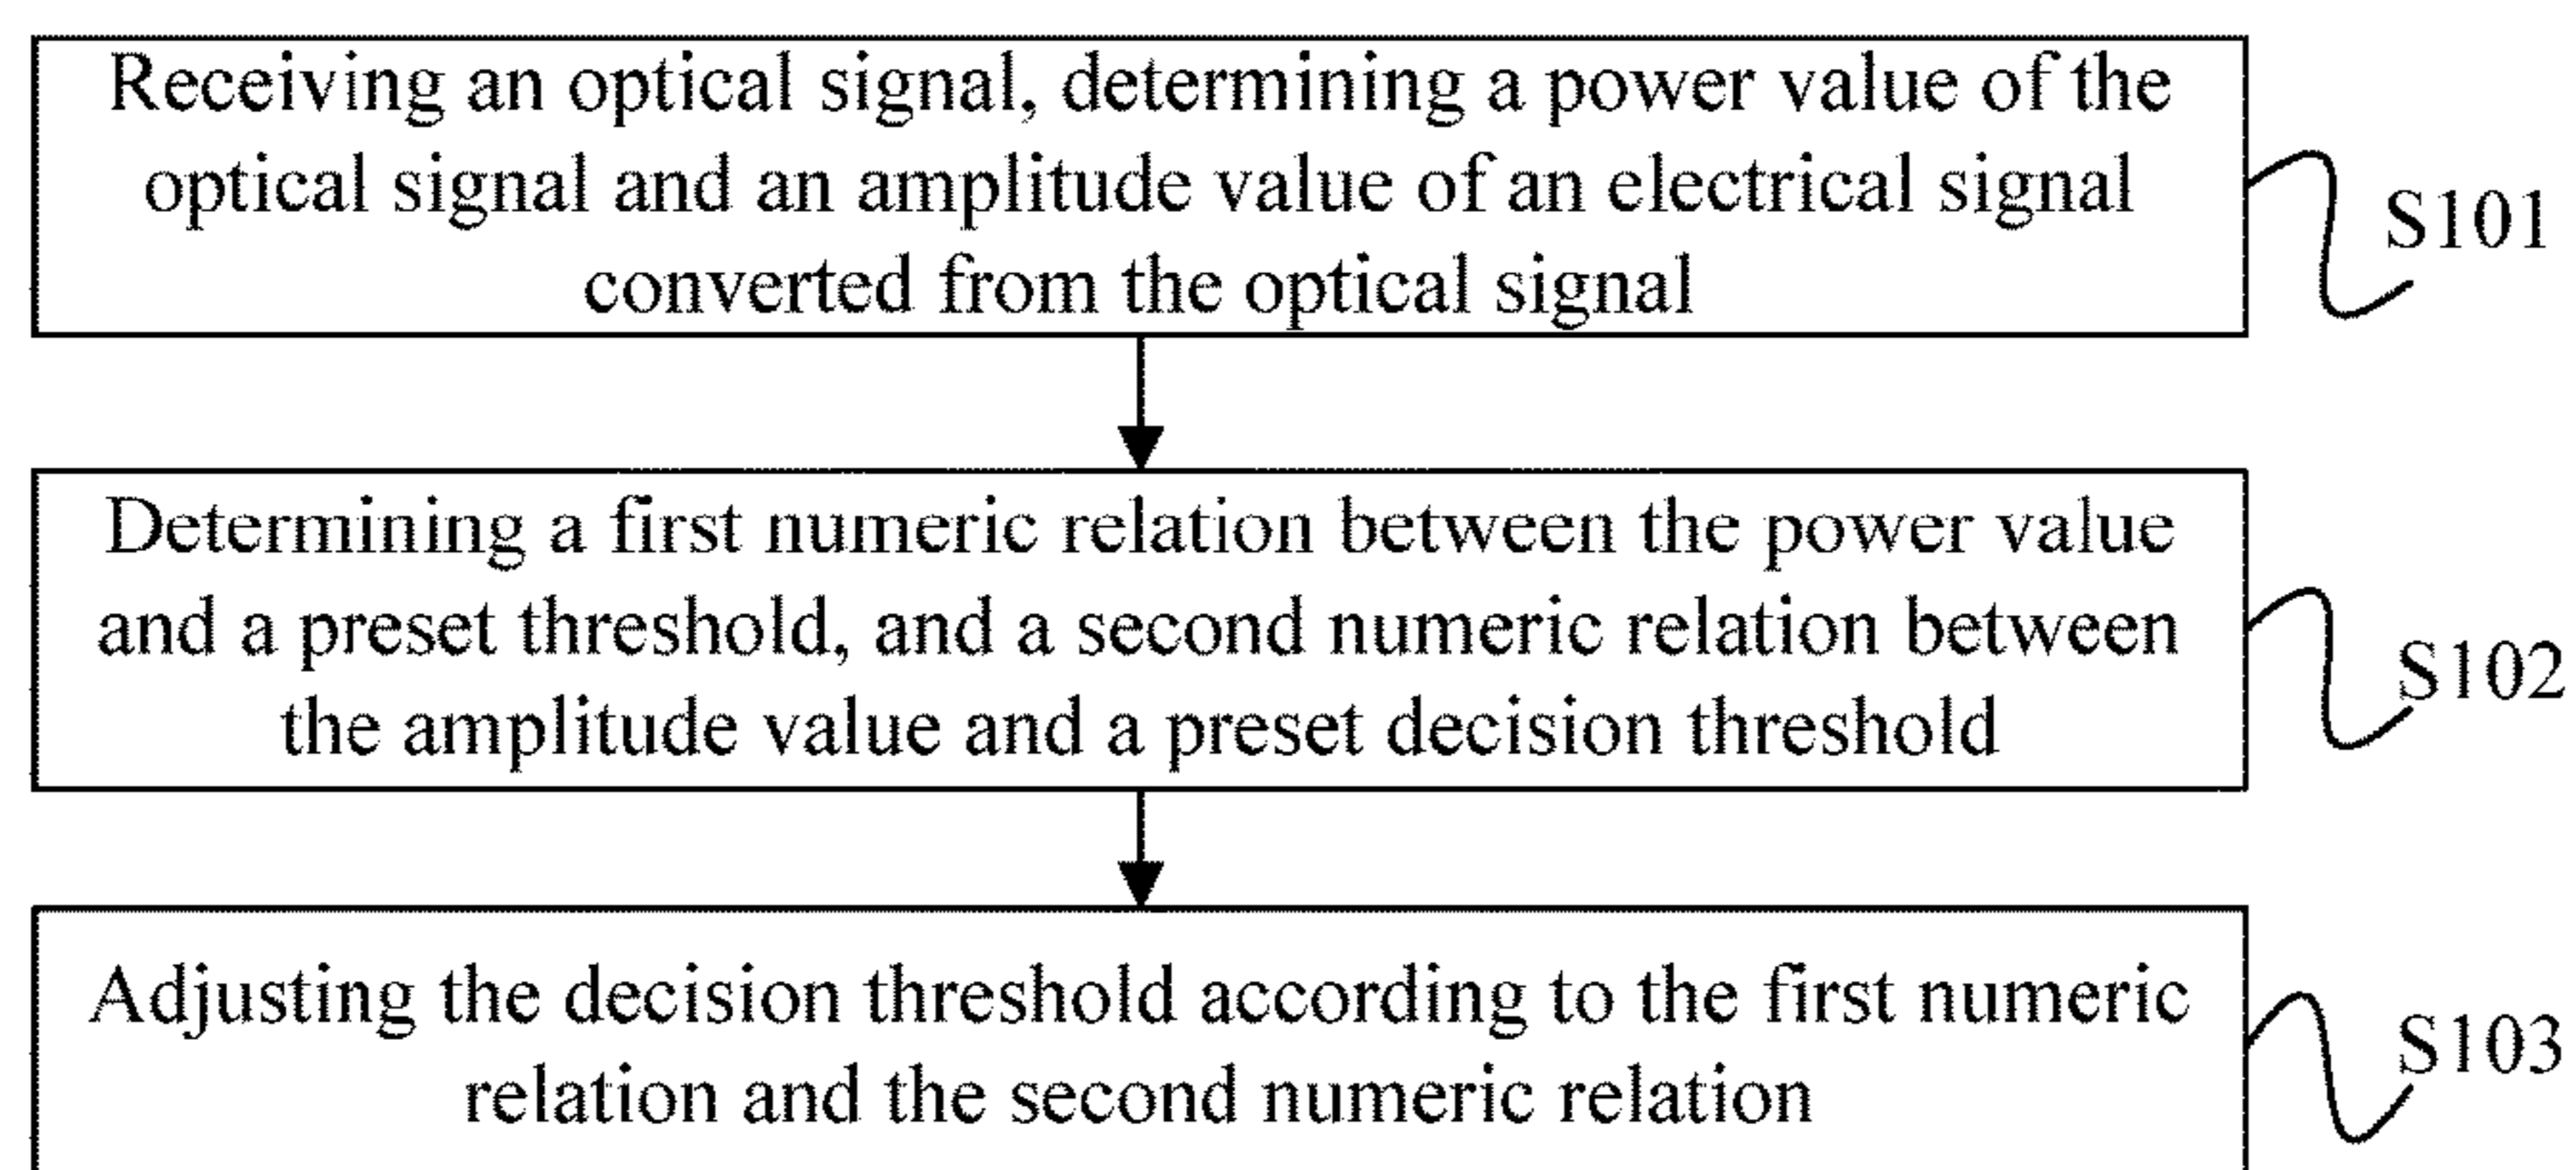 Receiving an optical signal, determining a power value of the
optical signal and an amplitude value of an electrical signal
converted from the optical signal
S101
Determining a first numeric relation between the power value
and a preset threshold, and a second numeric relation between
the amplitude value and a preset decision threshold
S102
Adjusting the decision threshold according to the first numeric
relation and the second numeric relation
S103